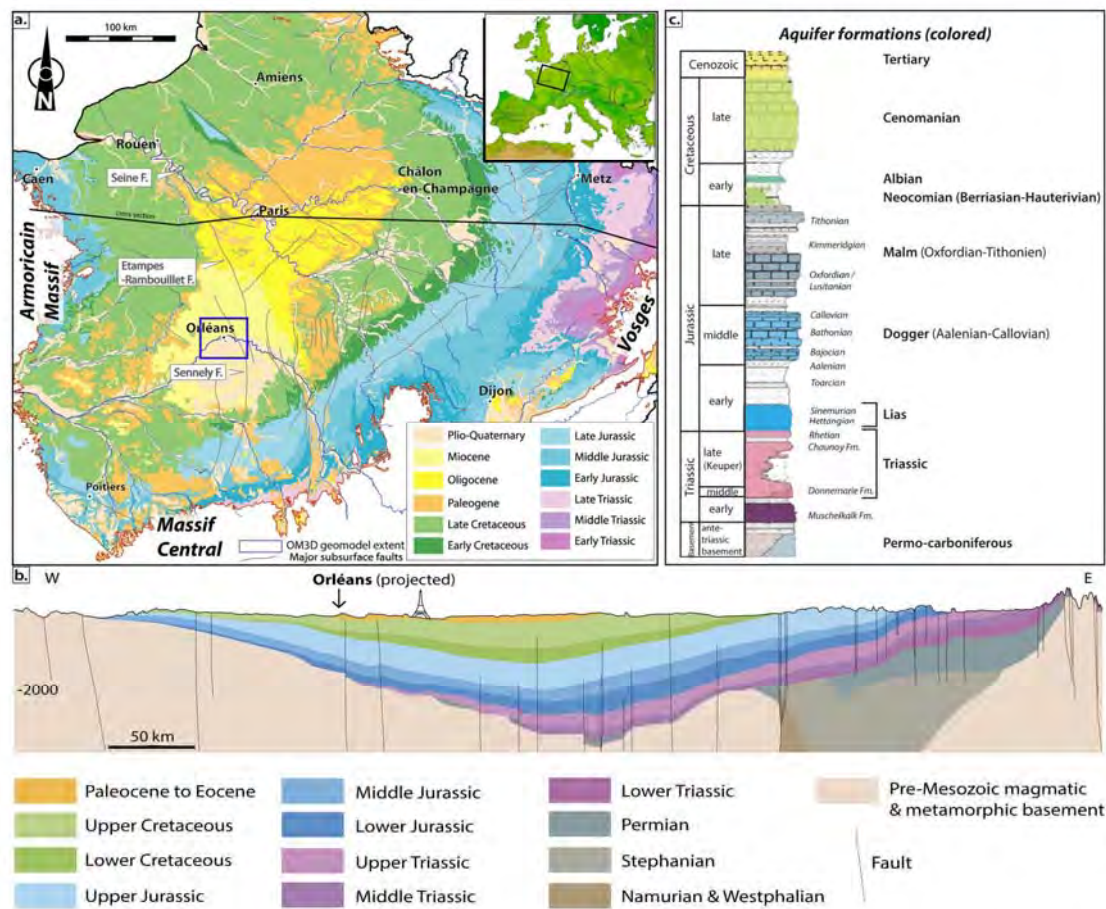 a.
100 km
N
Amiens
Rouen
Seine F.
Caen
Châlon
-en-Champagne
Metz
cross section
Paris
Armoricain
Massif
Etampes
-Rambouillet F.
Orléans
Sennely F.
Vosges
Dijon
Poitiers
Massif
Central
OM3D geomodel extent
Major subsurface faults
Plio-Quaternary
Miocene
Oligocene
Paleogene
Late Cretaceous
Early Cretaceous
Late Jurassic
Middle Jurassic
Early Jurassic
Late Triassic
Middle Triassic
Early Triassic
c.
Aquifer formations (colored)
Cenozoic
Tertiary
Cretaceous
late
Cenomanian
early
Albian
Neocomian (Berriasian-Hauterivian)
Jurassic
late
Tithonian
Kimmeridgian
Malm (Oxfordian-Tithonien)
Oxfordian /
Lusitanian
middle
Callovian
Bathonian
Dogger (Aalenian-Callovian)
Bajocian
Aalenian
early
Toarcian
Sinemurian
Hettangian
Lias
Triassic
late
(Keuper)
Rhetian
Chaunoy Fm.
Triassic
Donnemarie Fm.
middle
early
Muschelkalk Fm.
Basement
ante-
triassic
basement
Permo-carboniferous
b.
W
Orléans (projected)
E
-2000
50 km
Paleocene to Eocene
Upper Cretaceous
Lower Cretaceous
Upper Jurassic
Middle Jurassic
Lower Jurassic
Upper Triassic
Middle Triassic
Lower Triassic
Permian
Stephanian
Namurian & Westphalian
Pre-Mesozoic magmatic
& metamorphic basement
Fault